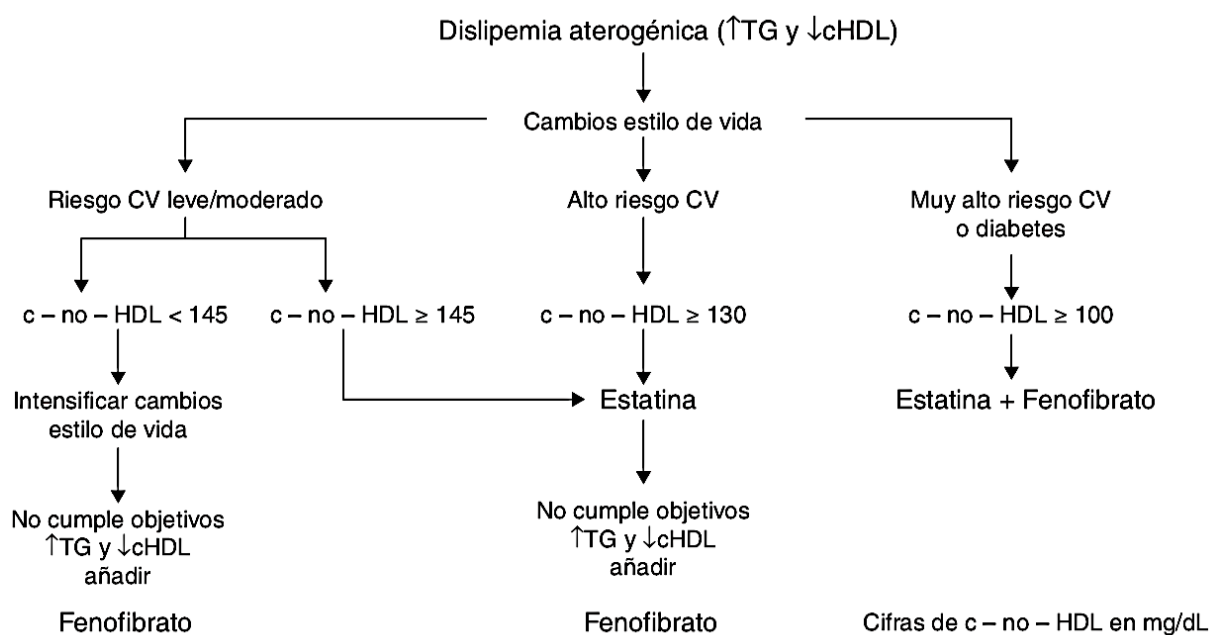 Dislipemia aterogénica (↑TG y ↓cHDL)
Cambios estilo de vida
Riesgo CV leve/moderado
Alto riesgo CV
Muy alto riesgo CV
o diabetes
c – no – HDL < 145
c – no – HDL ≥ 145
c – no – HDL ≥ 130
c – no – HDL ≥ 100
Intensificar cambios
estilo de vida
Estatina
Estatina + Fenofibrato
No cumple objetivos
↑TG y ↓cHDL
añadir
Fenofibrato
No cumple objetivos
↑TG y ↓cHDL
añadir
Fenofibrato
Cifras de c – no – HDL en mg/dL